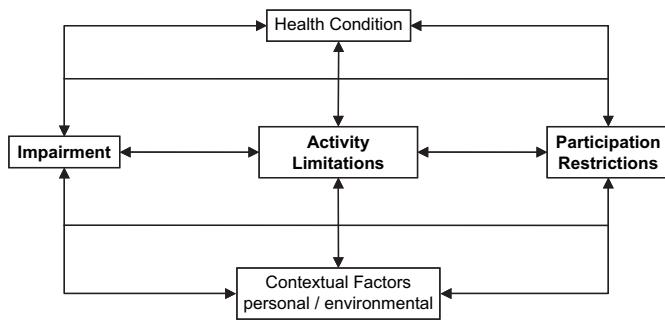 Health Condition
Impairment
Activity
Limitations
Participation
Restrictions
Contextual Factors
personal / environmental